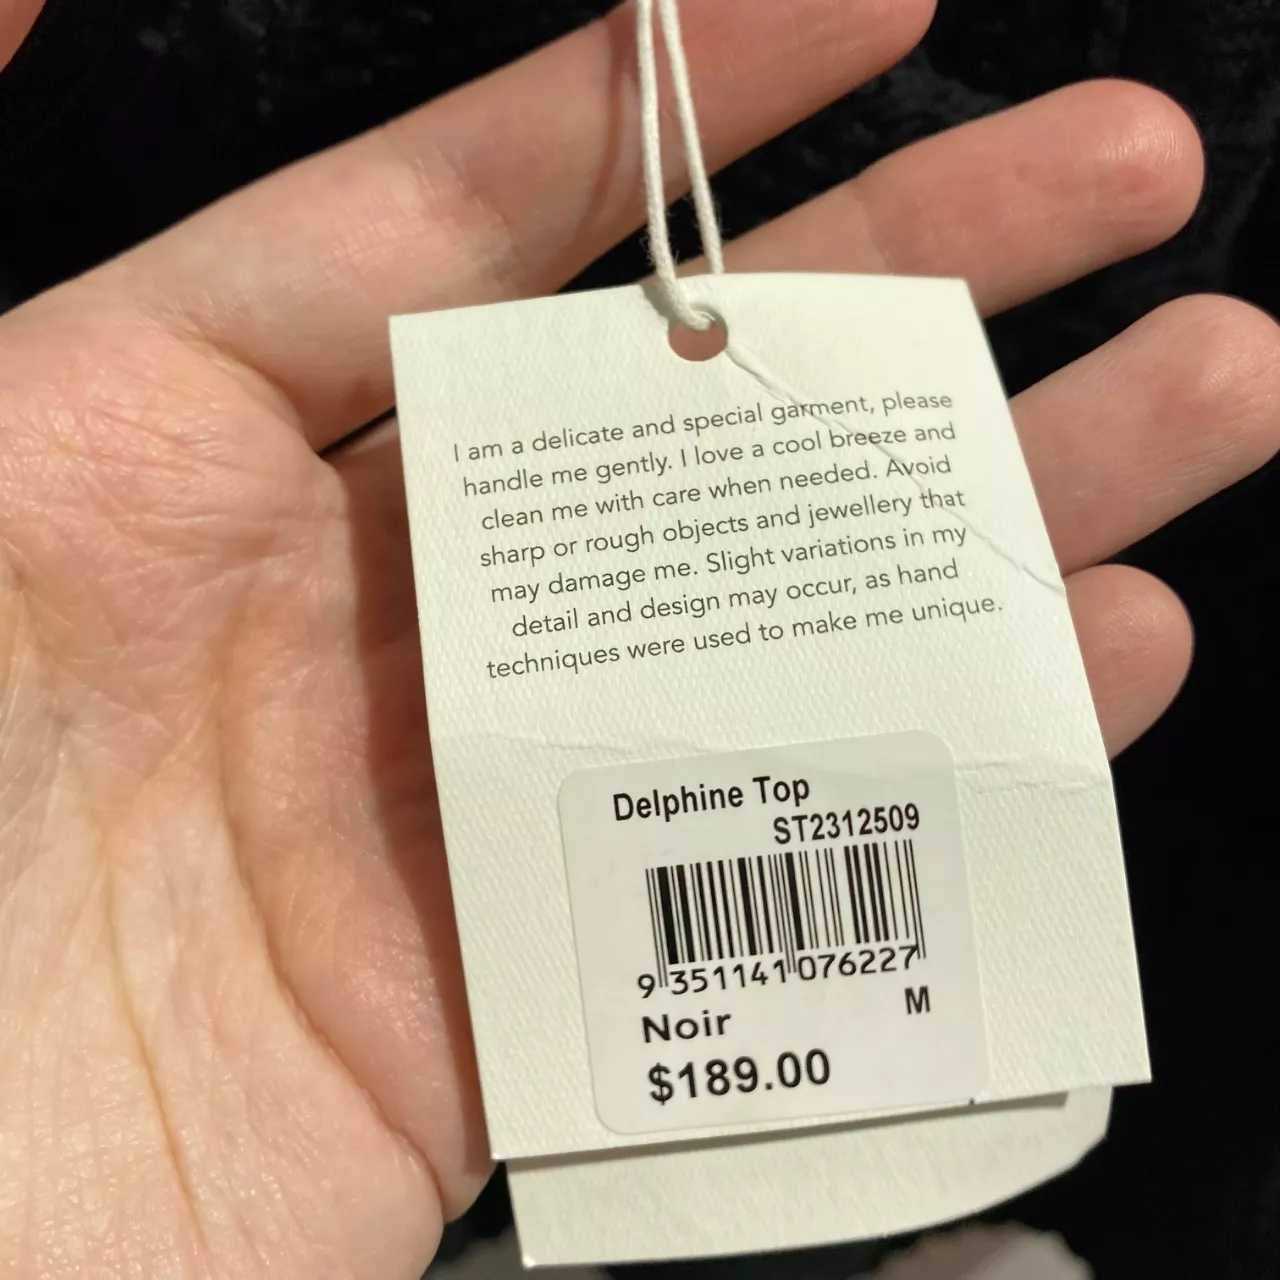 I am a delicate and special garment, please
handle me gently. I love a cool breeze and
clean me with care when needed. Avoid
sharp or rough objects and jewellery that
may damage me. Slight variations in my
detail and design may occur, as hand
techniques were used to make me unique.
Delphine Top
ST2312509
9 351141 076227
M
Noir
$189.00